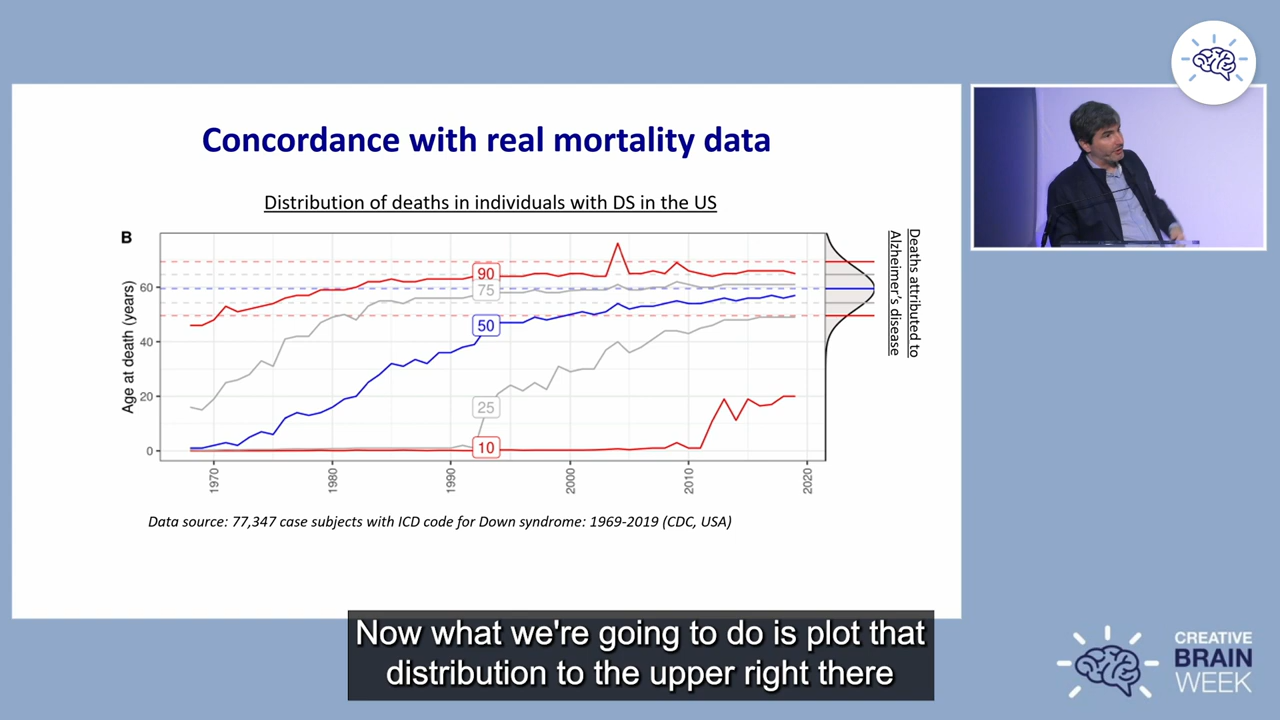 Concordance with real mortality data
Distribution of deaths in individuals with DS in the US
B
Age at death (years)
60
40
20
0
90
75
50
25
10
1970
1980
1990
2000
2010
2020
Deaths attributed to
Alzheimer's disease
Data source: 77,347 case subjects with ICD code for Down syndrome: 1969-2019 (CDC, USA)
Now what we're going to do is plot that
distribution to the upper right there
CREATIVE
BRAIN
WEEK